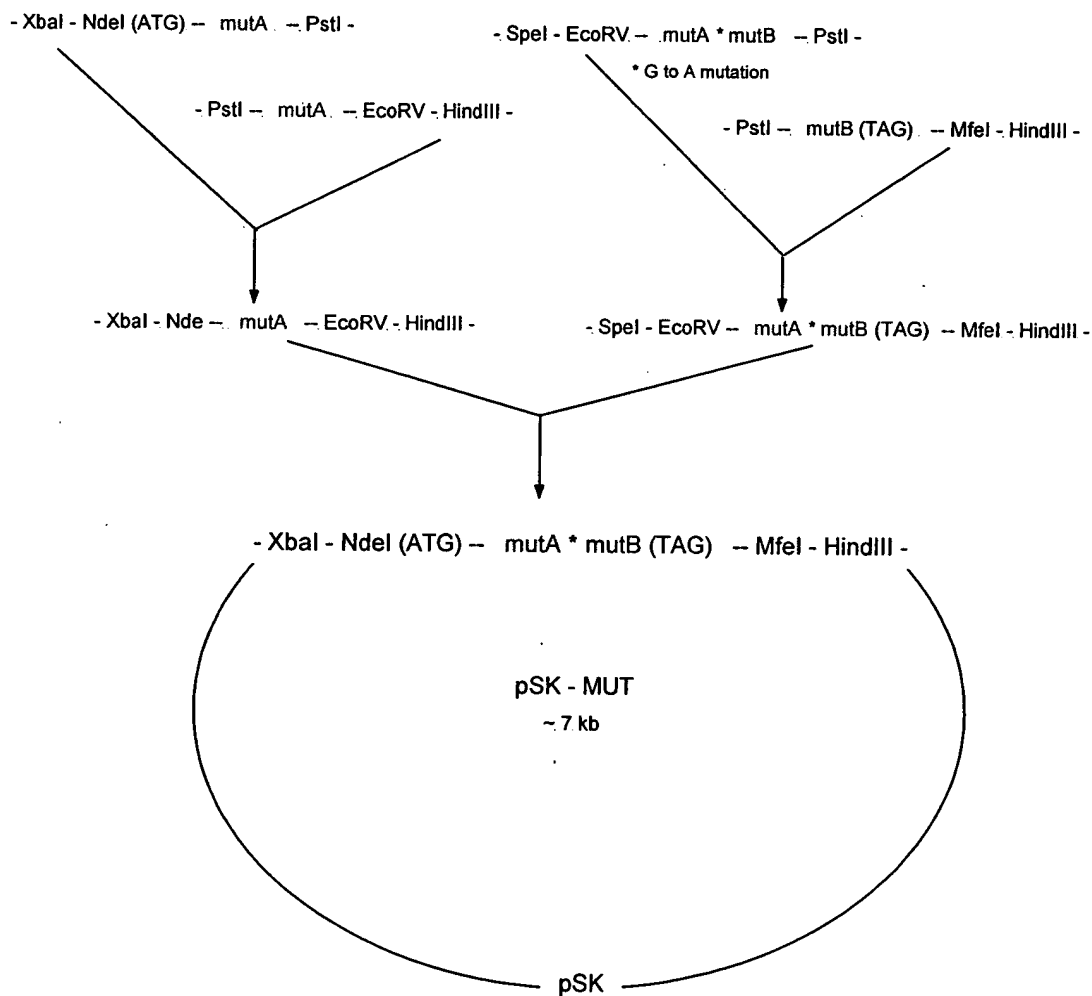 - XbaI - NdeI (ATG) -- mutA -- PstI -
- SpeI - EcoRV -- mutA * mutB -- PstI -
* G to A mutation
- PstI -- mutA -- EcoRV - HindIII -
- PstI -- mutB (TAG) -- MfeI - HindIII -
- XbaI - Nde -- mutA -- EcoRV - HindIII -
- SpeI - EcoRV -- mutA * mutB (TAG) -- MfeI - HindIII -
- XbaI - NdeI (ATG) -- mutA * mutB (TAG) -- MfeI - HindIII -
pSK - MUT
~ 7 kb
pSK